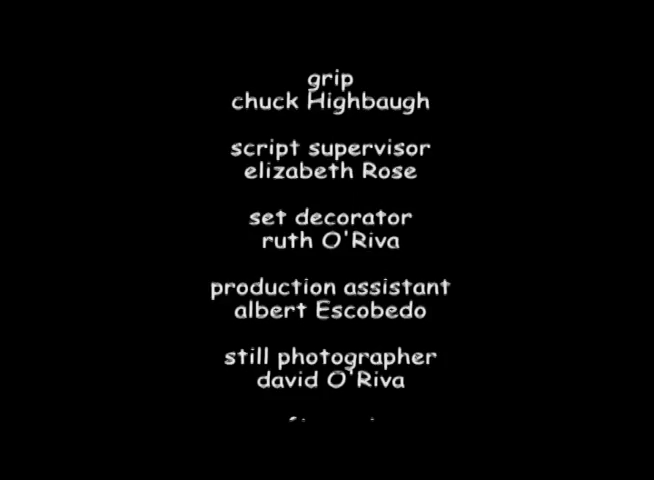 grip
chuck Highbaugh
script supervisor
elizabeth Rose
set decorator
ruth O'Riva
production assistant
albert Escobedo
still photographer
david O'Riva